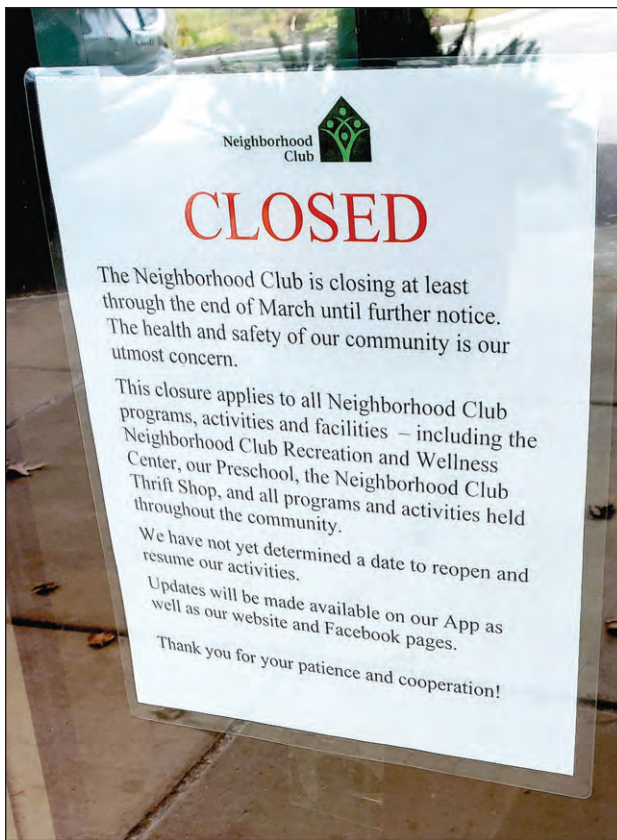 Neighborhood
Club
CLOSED
The Neighborhood Club is closing at least
through the end of March until further notice.
The health and safety of our community is our
utmost concern.
This closure applies to all Neighborhood Club
programs, activities and facilities – including the
Neighborhood Club Recreation and Wellness
Center, our Preschool, the Neighborhood Club
Thrift Shop, and all programs and activities held
throughout the community.
We have not yet determined a date to reopen and
resume our activities.
Updates will be made available on our App as
well as our website and Facebook pages.
Thank you for your patience and cooperation!